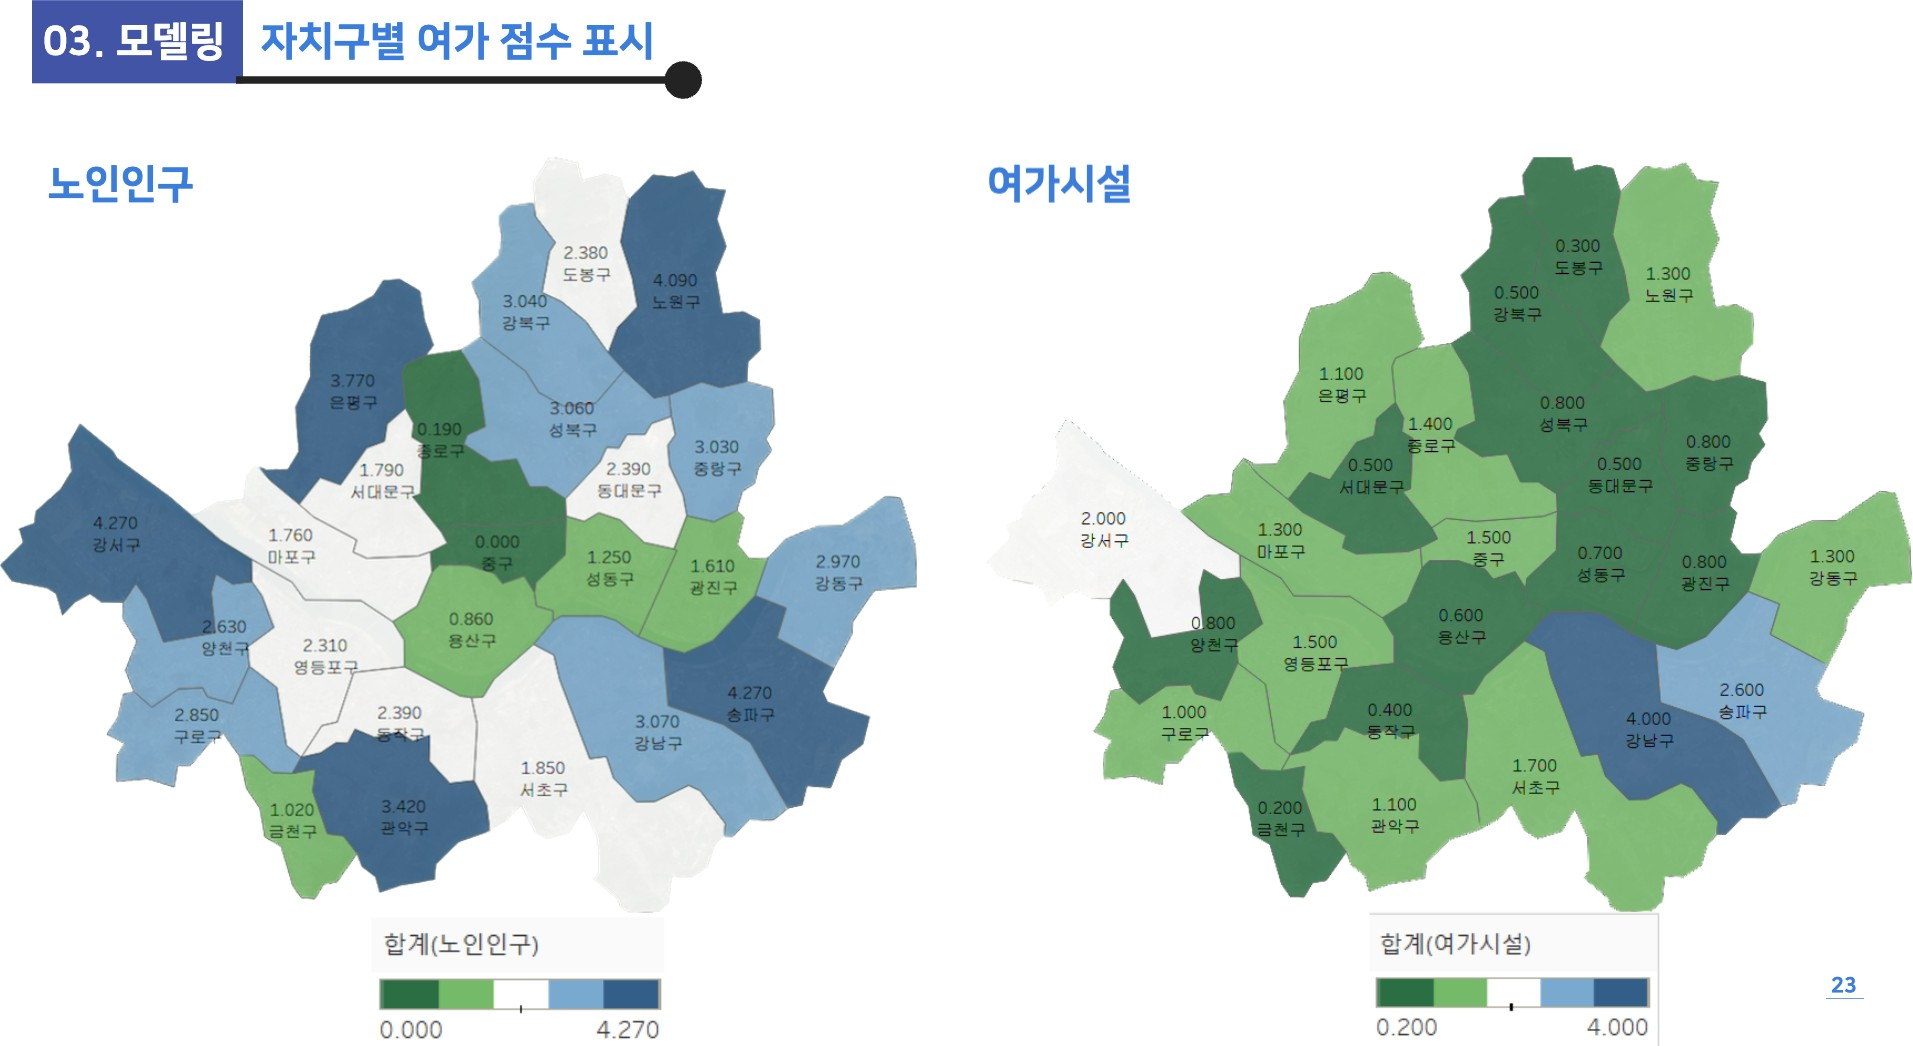 03. 모델링 자치구별 여가 점수 표시
노인인구
2.380
도봉구
4.090
노원구
3.040
강북구
3.770
은평구
3.060
성북구
0.190
종로구
3.030
중랑구
1.790
서대문구
2.390
동대문구
4.270
강서구
1.760
마포구
0.000
중구
1.250
성동구
1.610
광진구
2.970
강동구
2.630
양천구
0.860
용산구
2.310
영등포구
4.270
송파구
2.850
구로구
2.390
동작구
3.070
강남구
1.850
서초구
1.020
금천구
3.420
관악구
합계(노인인구)
0.000 4.270
여가시설
0.300
도봉구
1.300
노원구
0.500
강북구
1.100
은평구
0.800
성북구
1.400
종로구
0.800
중랑구
0.500
서대문구
0.500
동대문구
2.000
강서구
1.300
마포구
1.500
중구
0.700
성동구
0.800
광진구
1.300
강동구
0.800
양천구
0.600
용산구
1.500
영등포구
2.600
송파구
1.000
구로구
0.400
동작구
4.000
강남구
1.700
서초구
0.200
금천구
1.100
관악구
합계(여가시설)
0.200 4.000
23